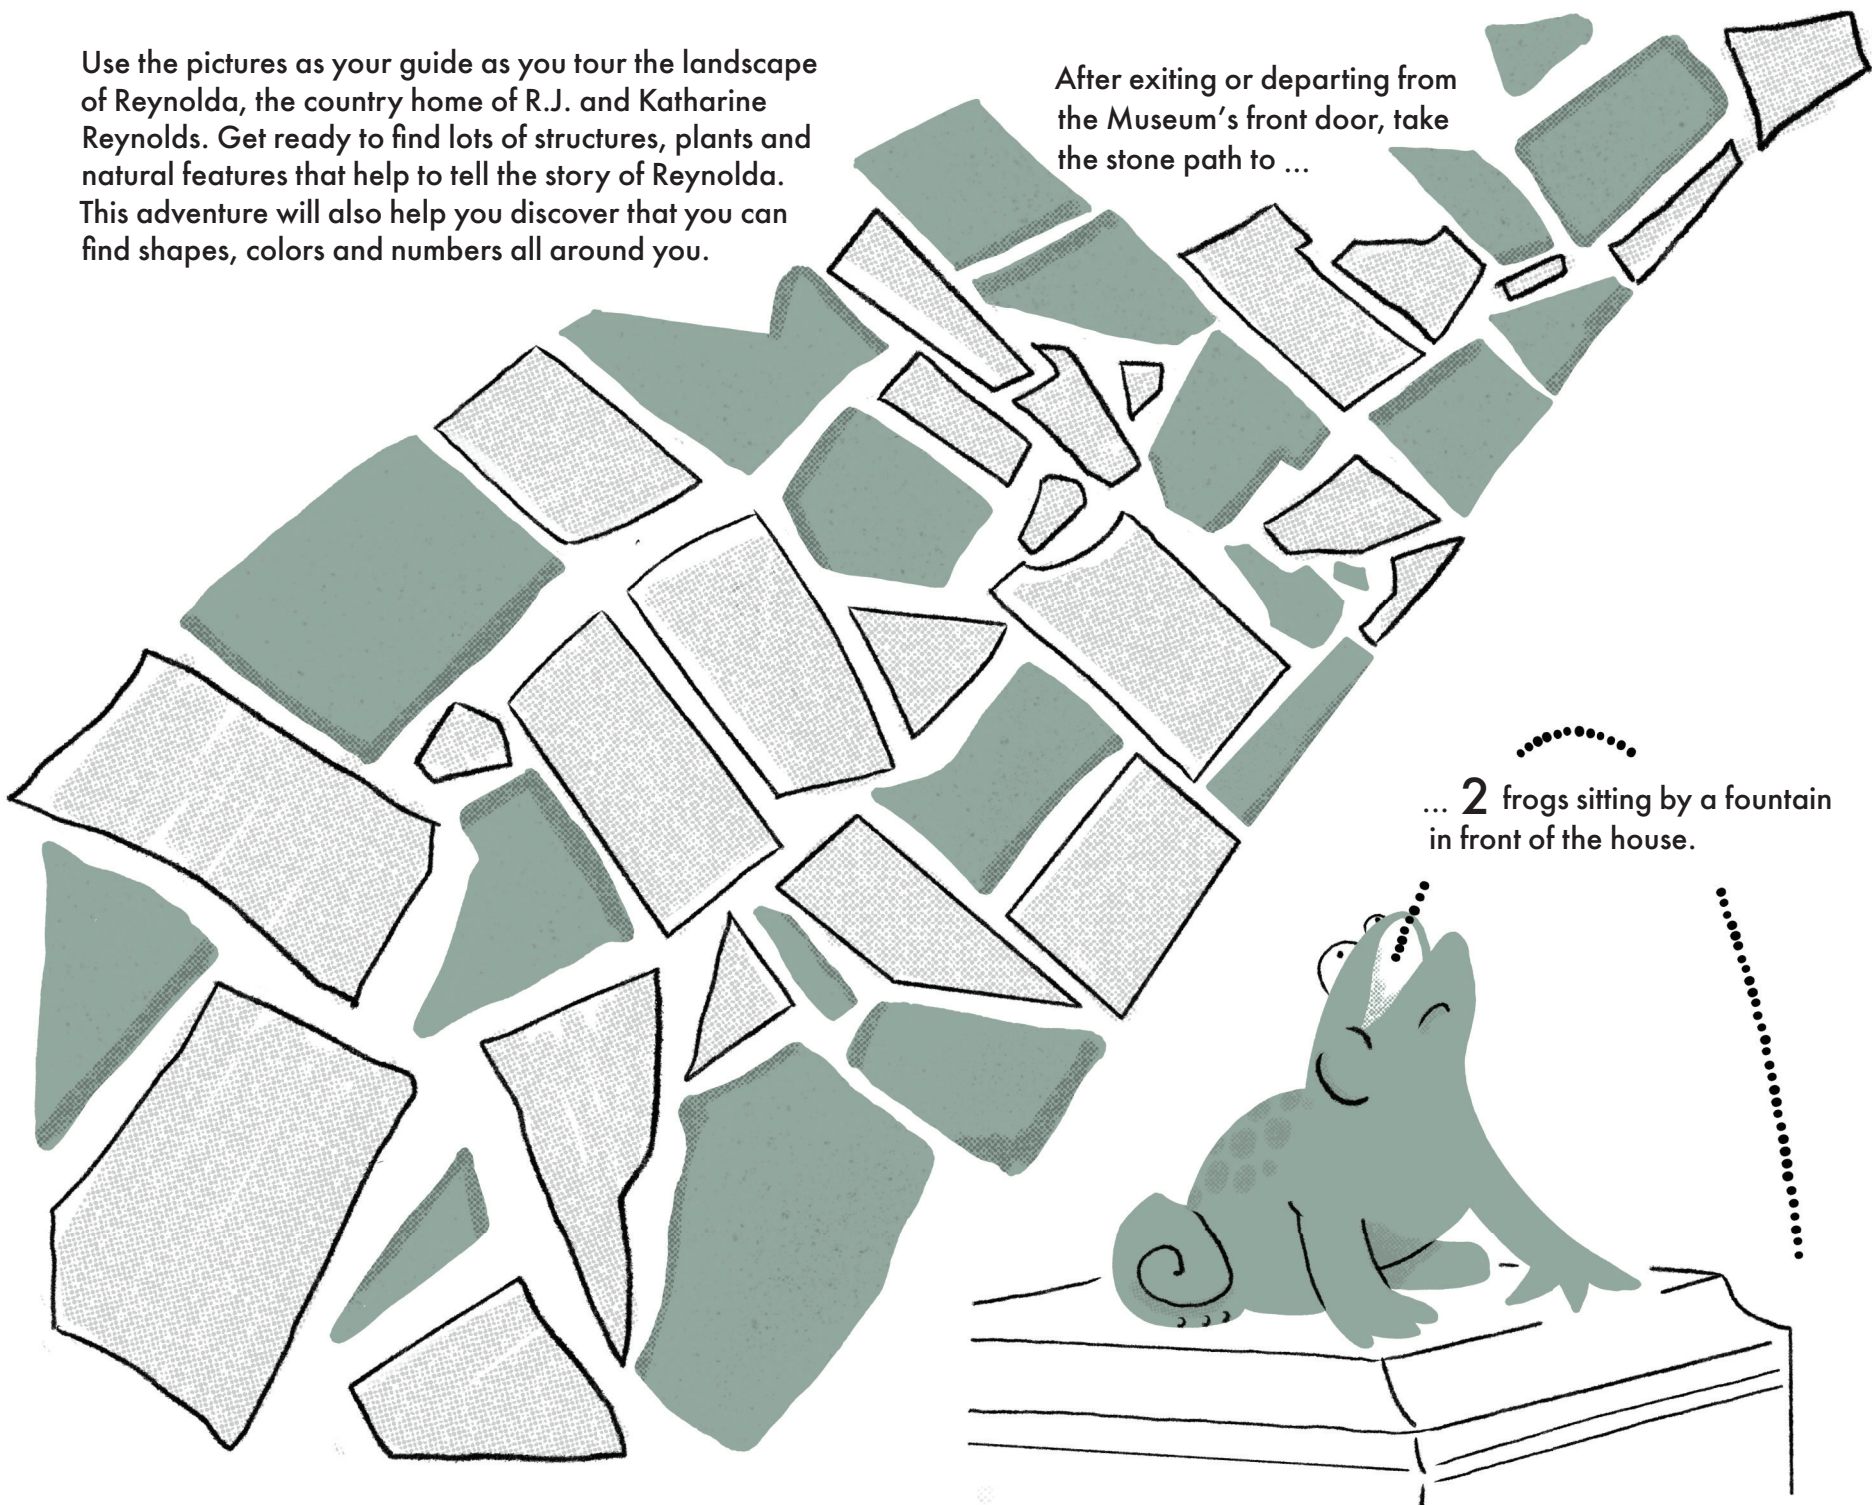 Use the pictures as your guide as you tour the landscape
of Reynolda, the country home of R.J. and Katharine
Reynolds. Get ready to find lots of structures, plants and
natural features that help to tell the story of Reynolda.
This adventure will also help you discover that you can
find shapes, colors and numbers all around you.
After exiting or departing from
the Museum's front door, take
the stone path to ...
... 2 frogs sitting by a fountain
in front of the house.